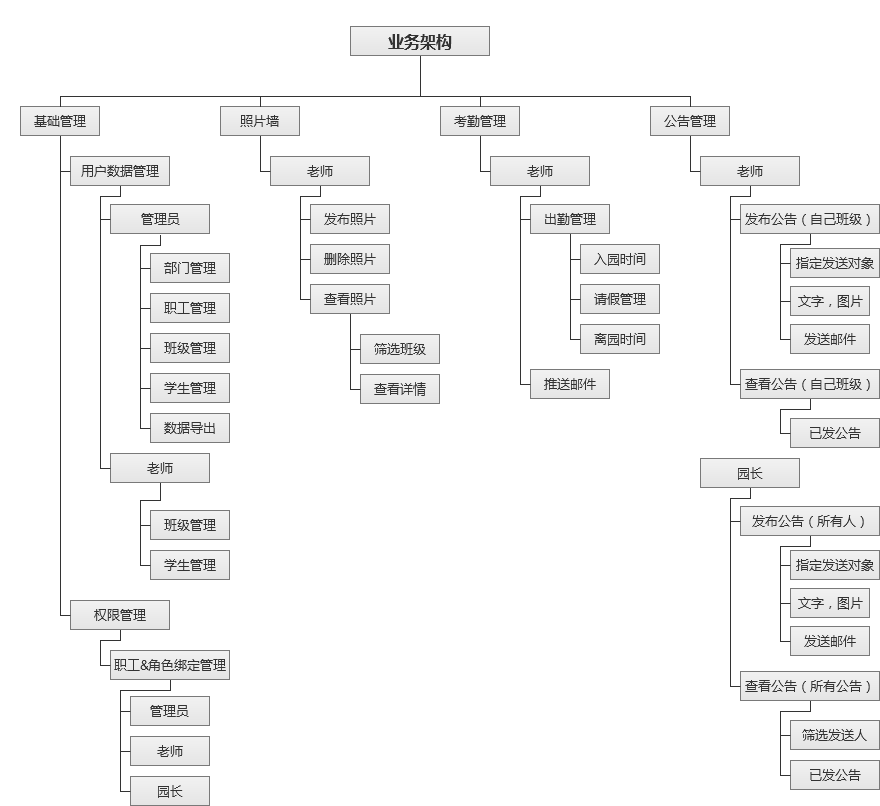 业务架构
基础管理
用户数据管理
管理员
部门管理
职工管理
班级管理
学生管理
数据导出
老师
班级管理
学生管理
权限管理
职工&角色绑定管理
管理员
老师
园长
照片墙
老师
发布照片
删除照片
查看照片
筛选班级
查看详情
考勤管理
老师
出勤管理
入园时间
请假管理
离园时间
推送邮件
公告管理
老师
发布公告（自己班级）
指定发送对象
文字，图片
发送邮件
查看公告（自己班级）
已发公告
园长
发布公告（所有人）
指定发送对象
文字，图片
发送邮件
查看公告（所有公告）
筛选发送人
已发公告